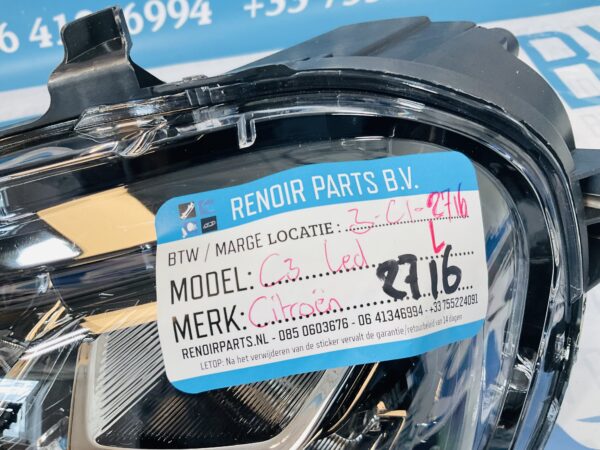 6 41346994 • +33 755
RENOIR PARTS B.V.
BTW / MARGE LOCATIE : 3-C1-2716
MODEL: C3 Led L
MERK: Citroën 2716
RENOIRPARTS.NL - 085 0603676 - 06 41346994 - +33 755224091
LETOP: Na het verwijderen van de sticker vervalt de garantie / retourbeleid van 14 dagen